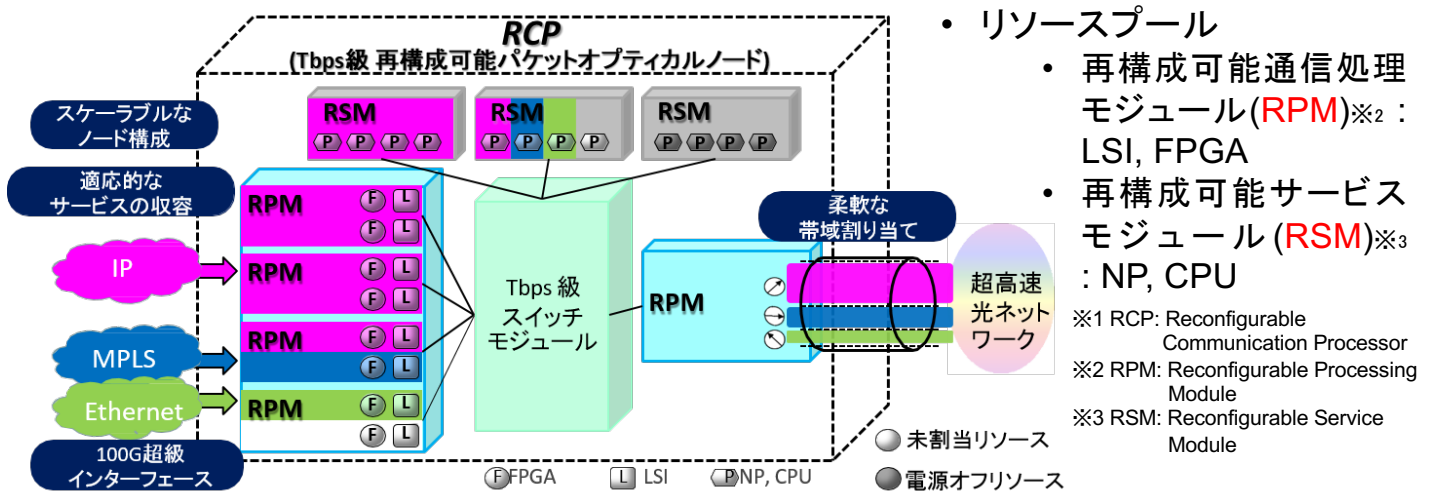 RCP
(Tbps級 再構成可能パケットオプティカルノード)
スケーラブルな
ノード構成
RSM
P P P P
RSM
P P P P
RSM
P P P P
適応的な
サービスの収容
RPM
F L
F L
IP
RPM
F L
F L
MPLS
RPM
F L
F L
Ethernet
RPM
F L
F L
100G超級
インターフェース
Tbps 級
スイッチ
モジュール
RPM
柔軟な
帯域割り当て
超高速
光ネット
ワーク
F FPGA
L LSI
P NP, CPU
未割当リソース
電源オフリソース
• リソースプール
• 再構成可能通信処理
モジュール(RPM)※2 :
LSI, FPGA
• 再構成可能サービス
モジュール(RSM)※3
: NP, CPU
※1 RCP: Reconfigurable
Communication Processor
※2 RPM: Reconfigurable Processing
Module
※3 RSM: Reconfigurable Service
Module